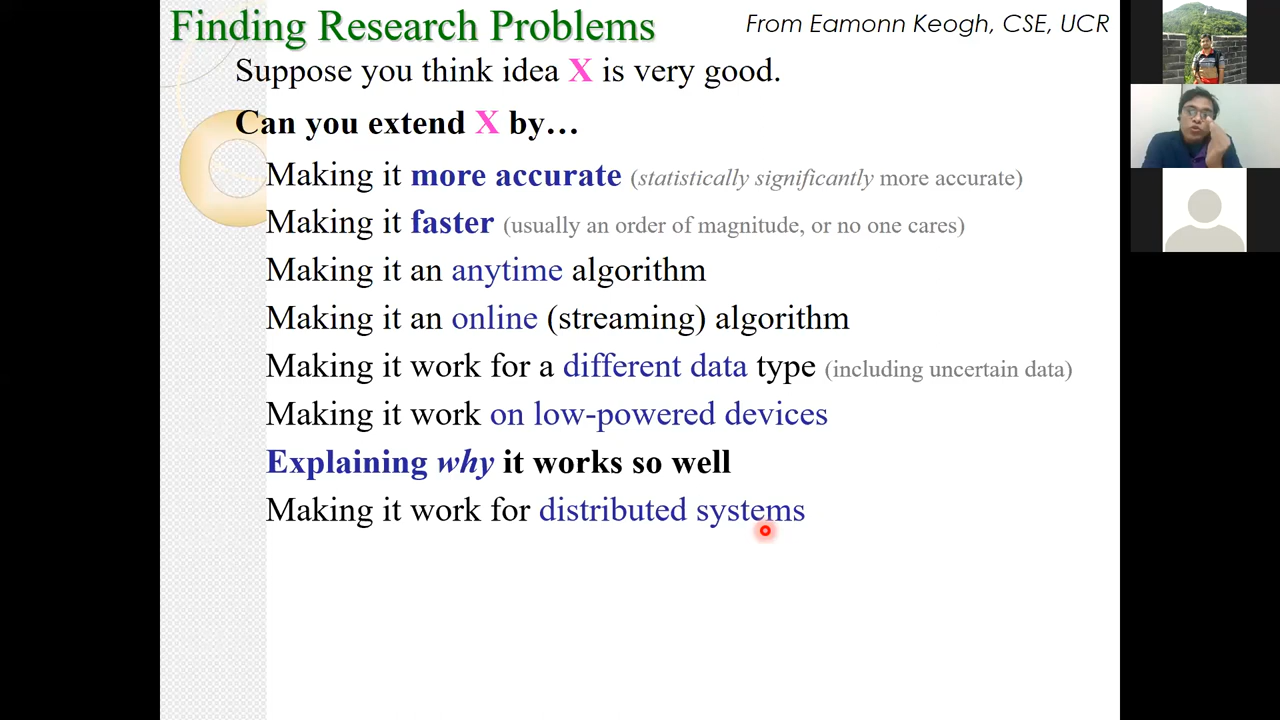 Finding Research Problems
From Eamonn Keogh, CSE, UCR
Suppose you think idea X is very good.
Can you extend X by…
Making it more accurate (statistically significantly more accurate)
Making it faster (usually an order of magnitude, or no one cares)
Making it an anytime algorithm
Making it an online (streaming) algorithm
Making it work for a different data type (including uncertain data)
Making it work on low-powered devices
Explaining why it works so well
Making it work for distributed systems